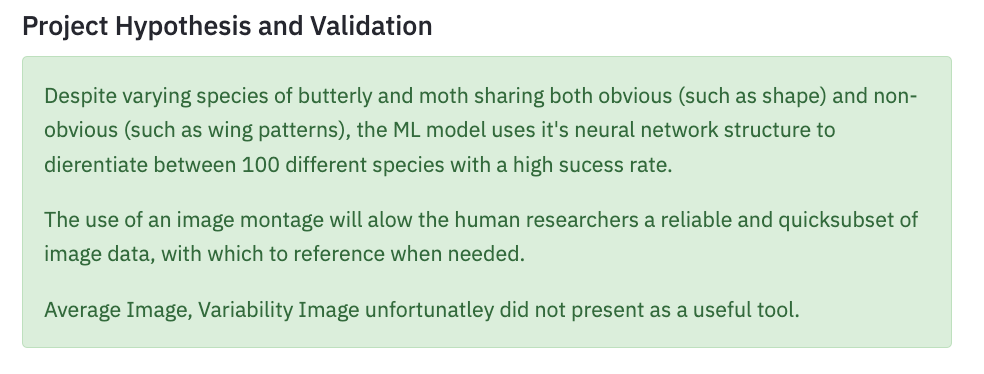 Project Hypothesis and Validation
Despite varying species of butterly and moth sharing both obvious (such as shape) and non-
obvious (such as wing patterns), the ML model uses it's neural network structure to
dierentiate between 100 different species with a high sucess rate.
The use of an image montage will alow the human researchers a reliable and quicksubset of
image data, with which to reference when needed.
Average Image, Variability Image unfortunatley did not present as a useful tool.